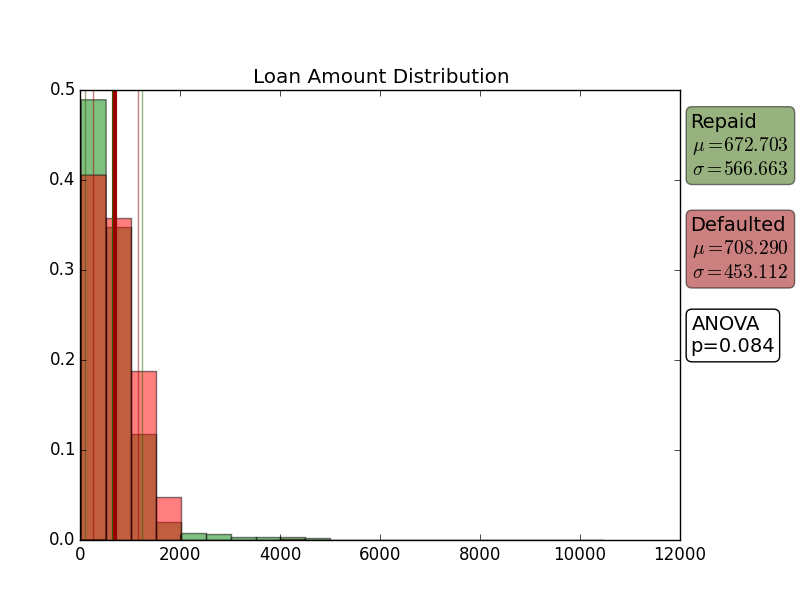 Loan Amount Distribution
0.5
0.4
0.3
0.2
0.1
0.0
0 2000 4000 6000 8000 10000 12000
Repaid
μ=672.703
σ=566.663
Defaulted
μ=708.290
σ=453.112
ANOVA
p=0.084